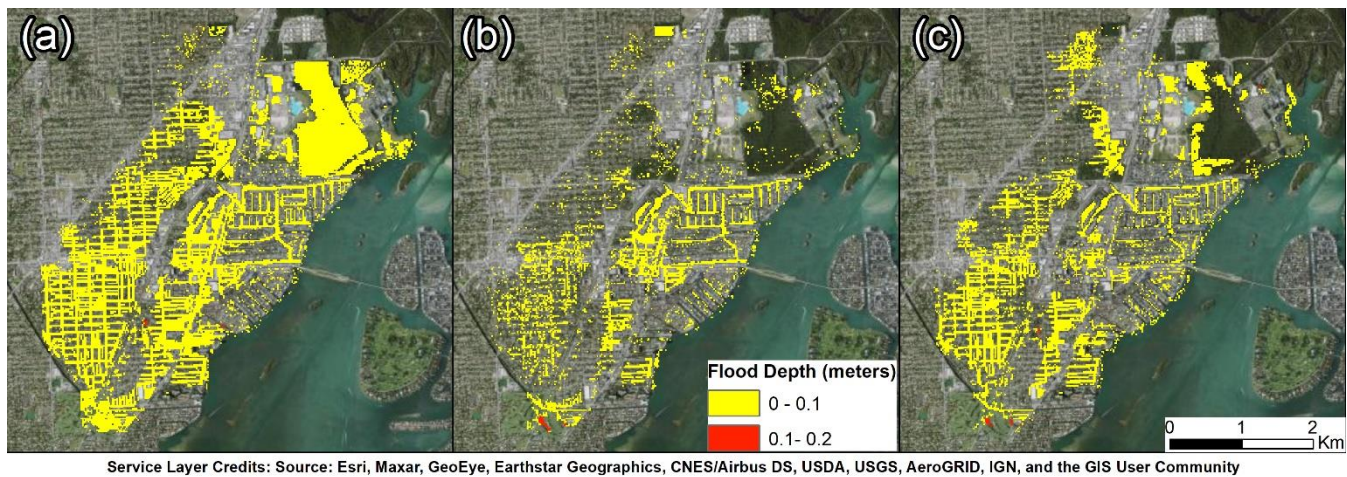 (a)
(b)
(c)
Flood Depth (meters)
0 - 0.1
0.1- 0.2
0 1 2
Km
Service Layer Credits: Source: Esri, Maxar, GeoEye, Earthstar Geographics, CNES/Airbus DS, USDA, USGS, AeroGRID, IGN, and the GIS User Community